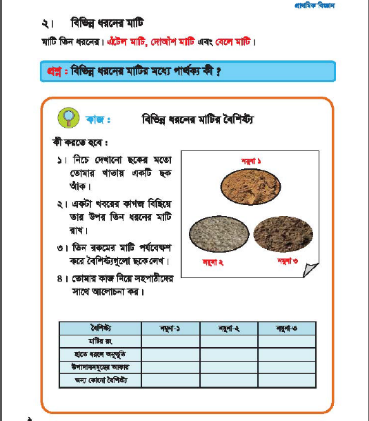 প্রাথমিক বিজ্ঞান
২। বিভিন্ন ধরনের মাটি
মাটি তিন ধরনের। এঁটেল মাটি, দোআঁশ মাটি এবং বেলে মাটি।
প্রশ্ন : বিভিন্ন ধরনের মাটির মধ্যে পার্থক্য কী ?
কাজ : বিভিন্ন ধরনের মাটির বৈশিষ্ট্য
কী করতে হবে :
১। নিচে দেখানো ছকের মতো
তোমার খাতায় একটি ছক
আঁক।
২। একটা খবরের কাগজ বিছিয়ে
তার উপর তিন ধরনের মাটি
রাখ।
৩। তিন রকমের মাটি পর্যবেক্ষণ
করে বৈশিষ্ট্যগুলো ছকে লেখ।
৪। তোমার কাজ নিয়ে সহপাঠীদের
সাথে আলোচনা কর।
নমুনা ১
নমুনা ২
নমুনা ৩
বৈশিষ্ট্য নমুনা-১ নমুনা-২ নমুনা-৩
মাটির রং
হাতে ধরলে অনুভূতি
উপাদানসমূহের আকার
অন্য কোনো বৈশিষ্ট্য